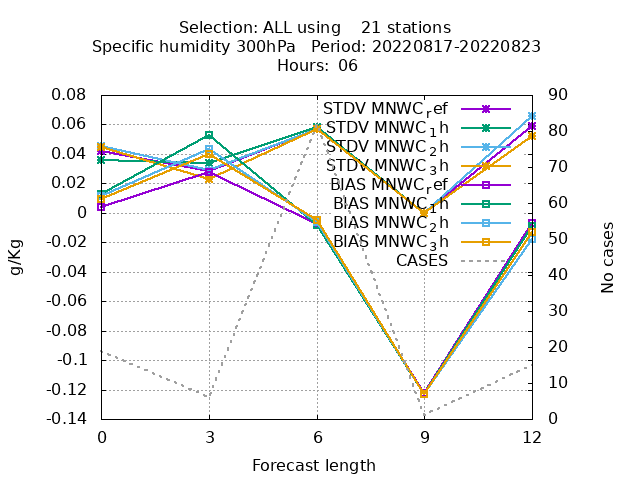 Selection: ALL using    21 stations
Specific humidity 300hPa   Period: 20220817-20220823
Hours:  06
STDV MNWC_ref
STDV MNWC_1h
STDV MNWC_2h
STDV MNWC_3h
BIAS MNWC_ref
BIAS MNWC_1h
BIAS MNWC_2h
BIAS MNWC_3h
CASES
g/Kg
0.08
0.06
0.04
0.02
0
-0.02
-0.04
-0.06
-0.08
-0.1
-0.12
-0.14
90
80
70
60
50
40
30
20
10
0
No cases
0 3 6 9 12
Forecast length